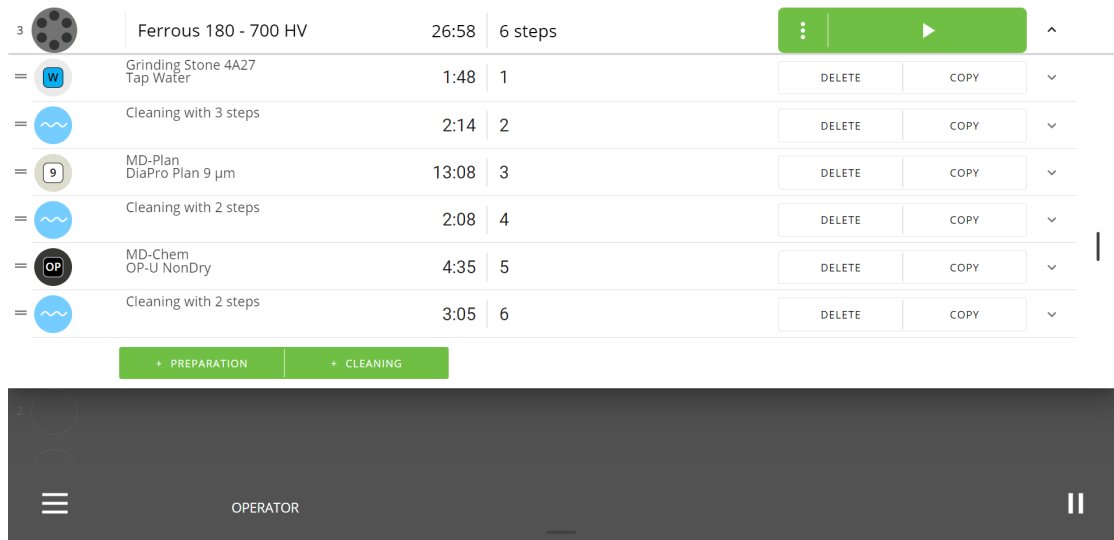 3 Ferrous 180 - 700 HV 26:58 6 steps
Grinding Stone 4A27
Tap Water
W 1:48 1 DELETE COPY
Cleaning with 3 steps
2:14 2 DELETE COPY
MD-Plan
DiaPro Plan 9 µm
9 13:08 3 DELETE COPY
Cleaning with 2 steps
2:08 4 DELETE COPY
MD-Chem
OP-U NonDry
OP 4:35 5 DELETE COPY
Cleaning with 2 steps
3:05 6 DELETE COPY
+ PREPARATION + CLEANING
2
OPERATOR